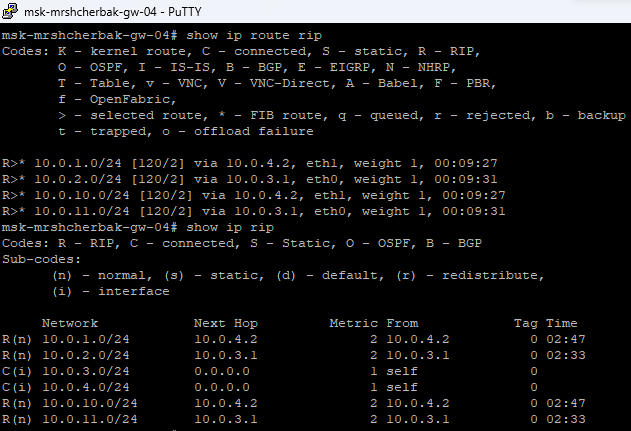 msk-mrshcherbak-gw-04 - PuTTY
msk-mrshcherbak-gw-04# show ip route rip
Codes: K - kernel route, C - connected, S - static, R - RIP,
       O - OSPF, I - IS-IS, B - BGP, E - EIGRP, N - NHRP,
       T - Table, v - VNC, V - VNC-Direct, A - Babel, F - PBR,
       f - OpenFabric,
       > - selected route, * - FIB route, q - queued, r - rejected, b - backup
       t - trapped, o - offload failure
R>* 10.0.1.0/24 [120/2] via 10.0.4.2, eth1, weight 1, 00:09:27
R>* 10.0.2.0/24 [120/2] via 10.0.3.1, eth0, weight 1, 00:09:31
R>* 10.0.10.0/24 [120/2] via 10.0.4.2, eth1, weight 1, 00:09:27
R>* 10.0.11.0/24 [120/2] via 10.0.3.1, eth0, weight 1, 00:09:31
msk-mrshcherbak-gw-04# show ip rip
Codes: R - RIP, C - connected, S - Static, O - OSPF, B - BGP
Sub-codes:
      (n) - normal, (s) - static, (d) - default, (r) - redistribute,
      (i) - interface
     Network            Next Hop         Metric From            Tag Time
R(n) 10.0.1.0/24        10.0.4.2              2 10.0.4.2          0 02:47
R(n) 10.0.2.0/24        10.0.3.1              2 10.0.3.1          0 02:33
C(i) 10.0.3.0/24        0.0.0.0               1 self              0
C(i) 10.0.4.0/24        0.0.0.0               1 self              0
R(n) 10.0.10.0/24       10.0.4.2              2 10.0.4.2          0 02:47
R(n) 10.0.11.0/24       10.0.3.1              2 10.0.3.1          0 02:33